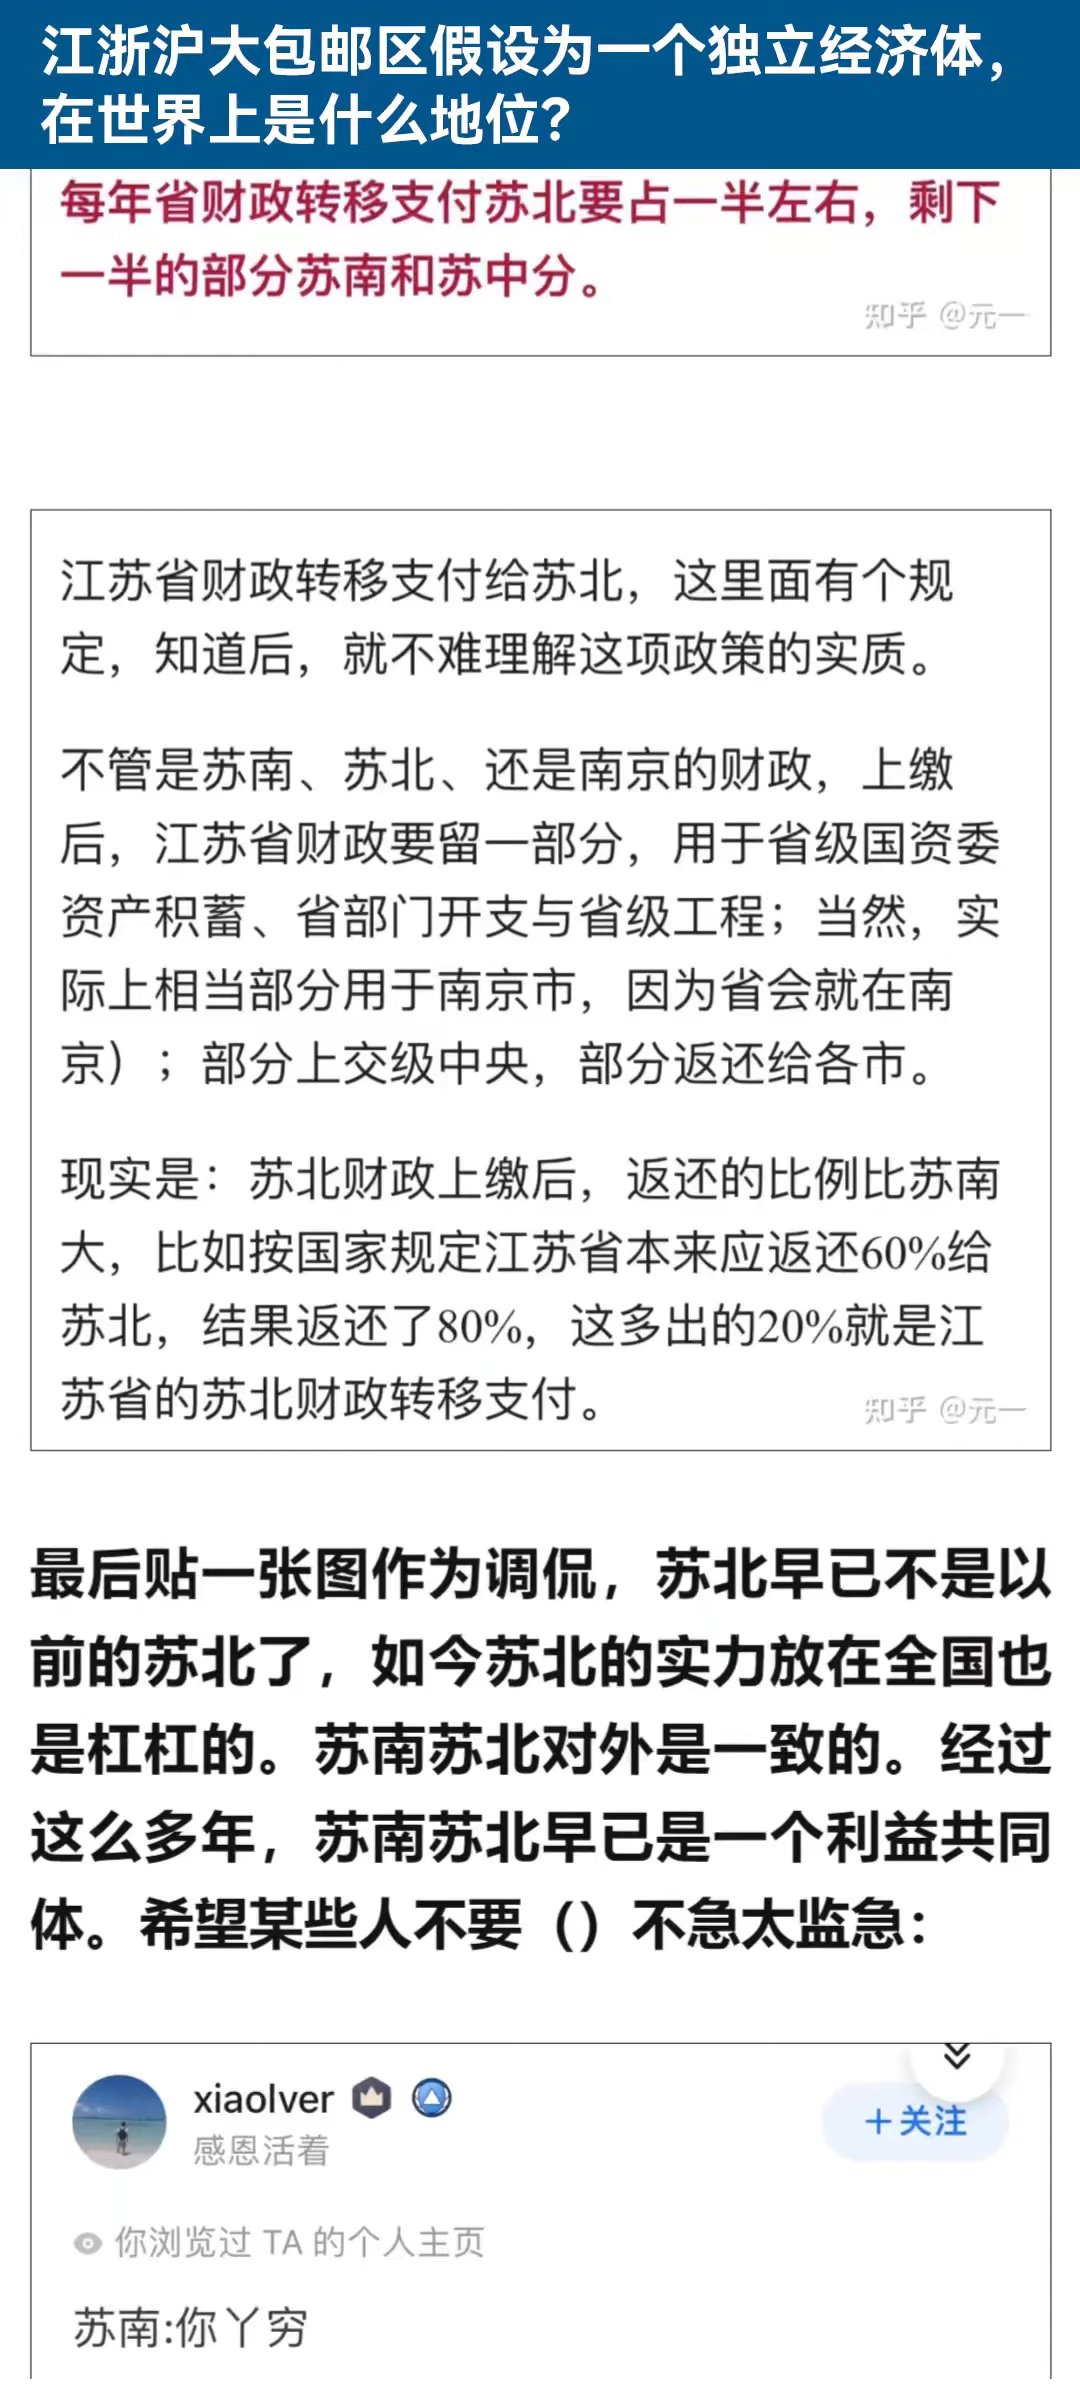 江浙沪大包邮区假设为一个独立经济体，
在世界上是什么地位？
每年省财政转移支付苏北要占一半左右，剩下
一半的部分苏南和苏中分。
知乎 @元一
江苏省财政转移支付给苏北，这里面有个规
定，知道后，就不难理解这项政策的实质。
不管是苏南、苏北、还是南京的财政，上缴
后，江苏省财政要留一部分，用于省级国资委
资产积蓄、省部门开支与省级工程；当然，实
际上相当部分用于南京市，因为省会就在南
京）；部分上交级中央，部分返还给各市。
现实是：苏北财政上缴后，返还的比例比苏南
大，比如按国家规定江苏省本来应返还60%给
苏北，结果返还了80%，这多出的20%就是江
苏省的苏北财政转移支付。
知乎 @元一
最后贴一张图作为调侃，苏北早已不是以
前的苏北了，如今苏北的实力放在全国也
是杠杠的。苏南苏北对外是一致的。经过
这么多年，苏南苏北早已是一个利益共同
体。希望某些人不要（）不急太监急：
xiaolver
感恩活着
+关注
你浏览过 TA 的个人主页
苏南:你丫穷